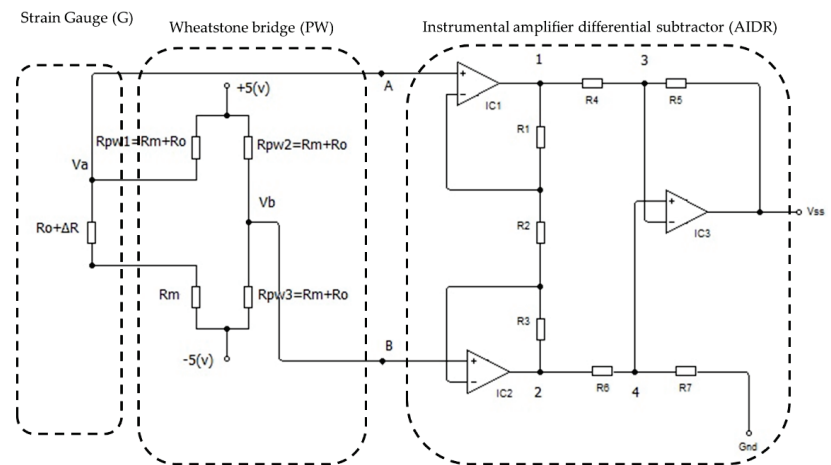 Strain Gauge (G)
Wheatstone bridge (PW)
Instrumental amplifier differential subtractor (AIDR)
+5(v)
A
1
3
IC1
R4
R5
Rpw1=Rm+Ro
Rpw2=Rm+Ro
R1
Va
Vb
Ro+ΔR
R2
IC3
Vss
Rm
Rpw3=Rm+Ro
R3
-5(v)
B
IC2
2
R6
4
R7
Gnd